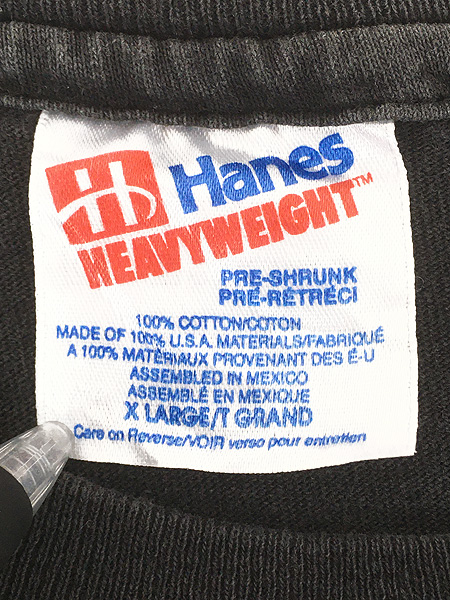 H Hanes
HEAVYWEIGHT™
PRE-SHRUNK
PRÉ-RÉTRÉCI
100% COTTON/COTON
MADE OF 100% U.S.A. MATERIALS/FABRIQUÉ
A 100% MATÉRIAUX PROVENANT DES É-U
ASSEMBLED IN MEXICO
ASSEMBLÉ EN MEXIQUE
X LARGE/T GRAND
Care on Reverse/VOIR verso pour entretien